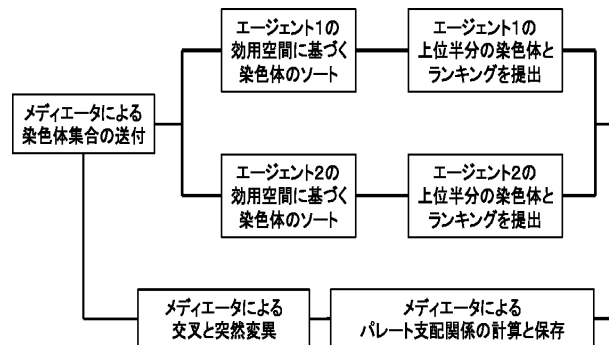 エージェント1の
効用空間に基づく
染色体のソート
エージェント1の
上位半分の染色体と
ランキングを提出
メディエータによる
染色体集合の送付
エージェント2の
効用空間に基づく
染色体のソート
エージェント2の
上位半分の染色体と
ランキングを提出
メディエータによる
交叉と突然変異
メディエータによる
パレート支配関係の計算と保存